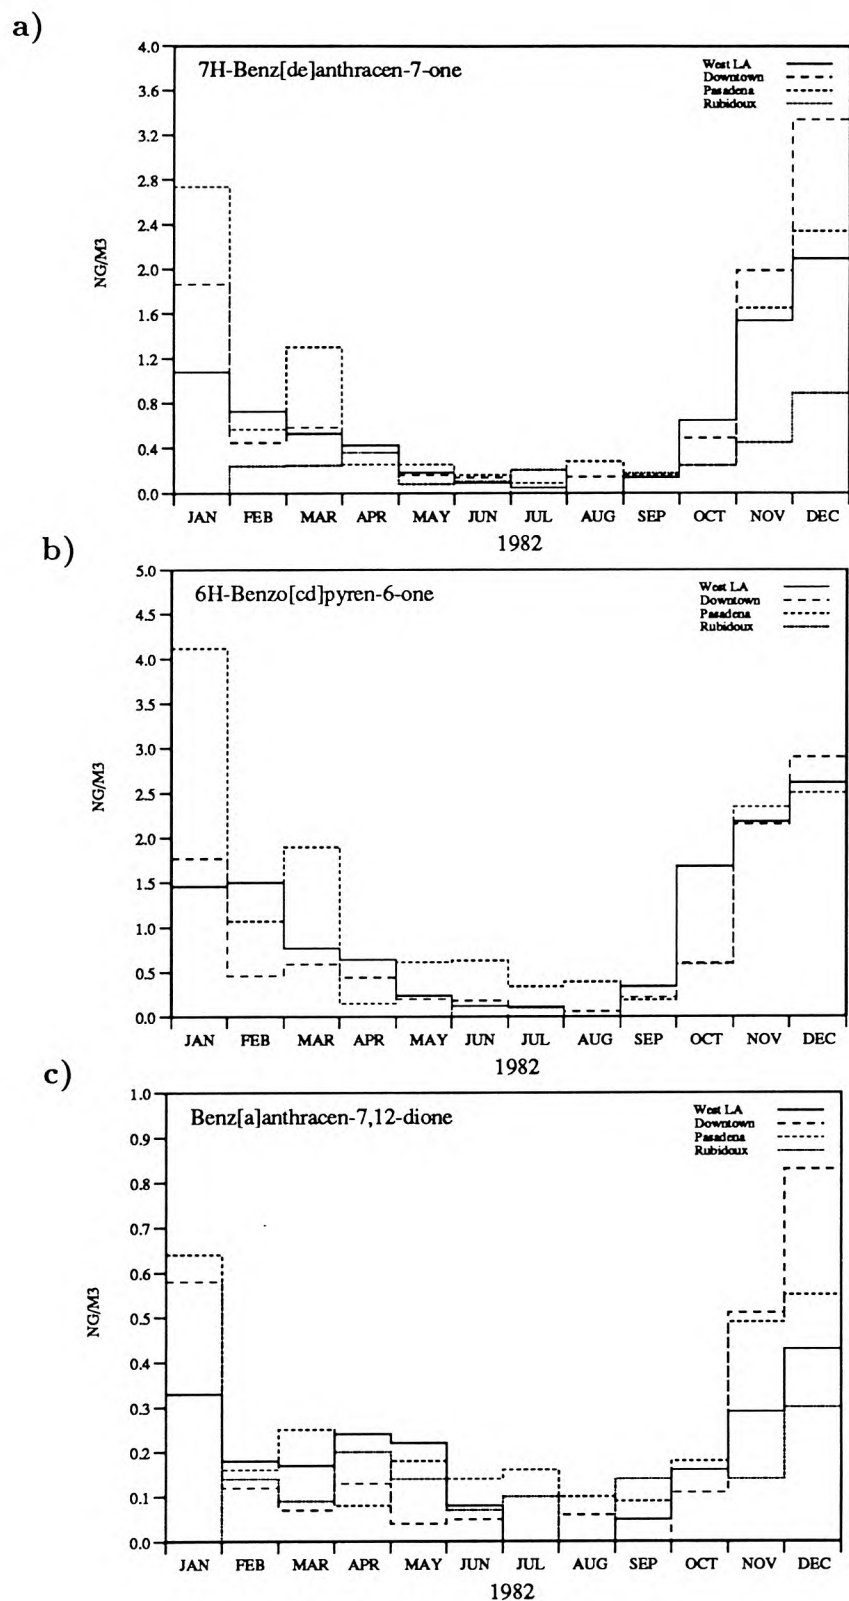 a)
4.0
7H-Benz[de]anthracen-7-one
West LA
Downtown
Pasadena
Rubidoux
3.6
3.2
2.8
2.4
2.0
1.6
1.2
0.8
0.4
0.0
NG/M3
JAN FEB MAR APR MAY JUN JUL AUG SEP OCT NOV DEC
1982
b)
5.0
6H-Benzo[cd]pyren-6-one
West LA
Downtown
Pasadena
Rubidoux
4.5
4.0
3.5
3.0
2.5
2.0
1.5
1.0
0.5
0.0
NG/M3
JAN FEB MAR APR MAY JUN JUL AUG SEP OCT NOV DEC
1982
c)
1.0
Benz[a]anthracen-7,12-dione
West LA
Downtown
Pasadena
Rubidoux
0.9
0.8
0.7
0.6
0.5
0.4
0.3
0.2
0.1
0.0
NG/M3
JAN FEB MAR APR MAY JUN JUL AUG SEP OCT NOV DEC
1982